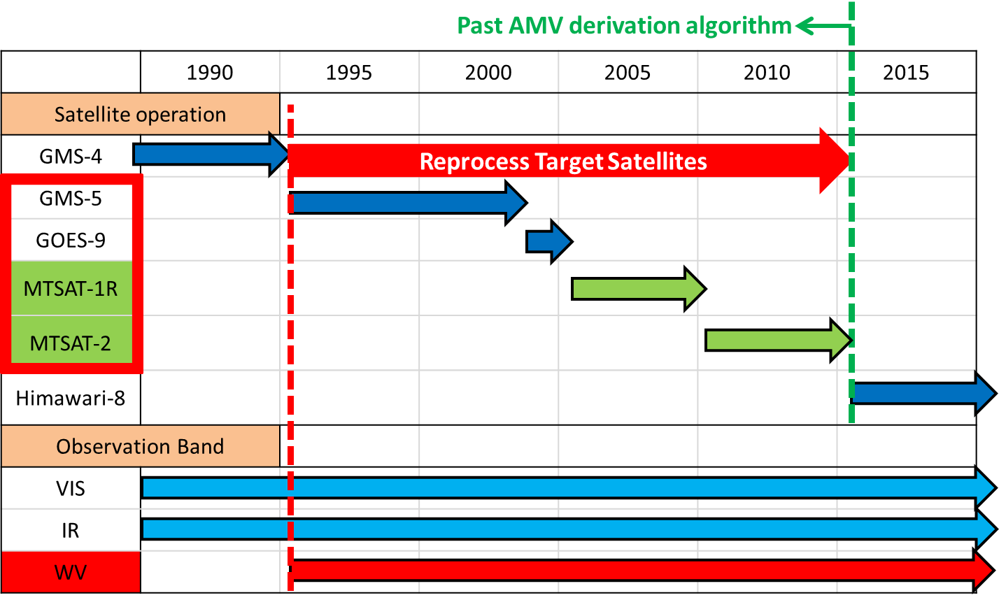 Past AMV derivation algorithm
1990 1995 2000 2005 2010 2015
Satellite operation
GMS-4
Reprocess Target Satellites
GMS-5
GOES-9
MTSAT-1R
MTSAT-2
Himawari-8
Observation Band
VIS
IR
WV